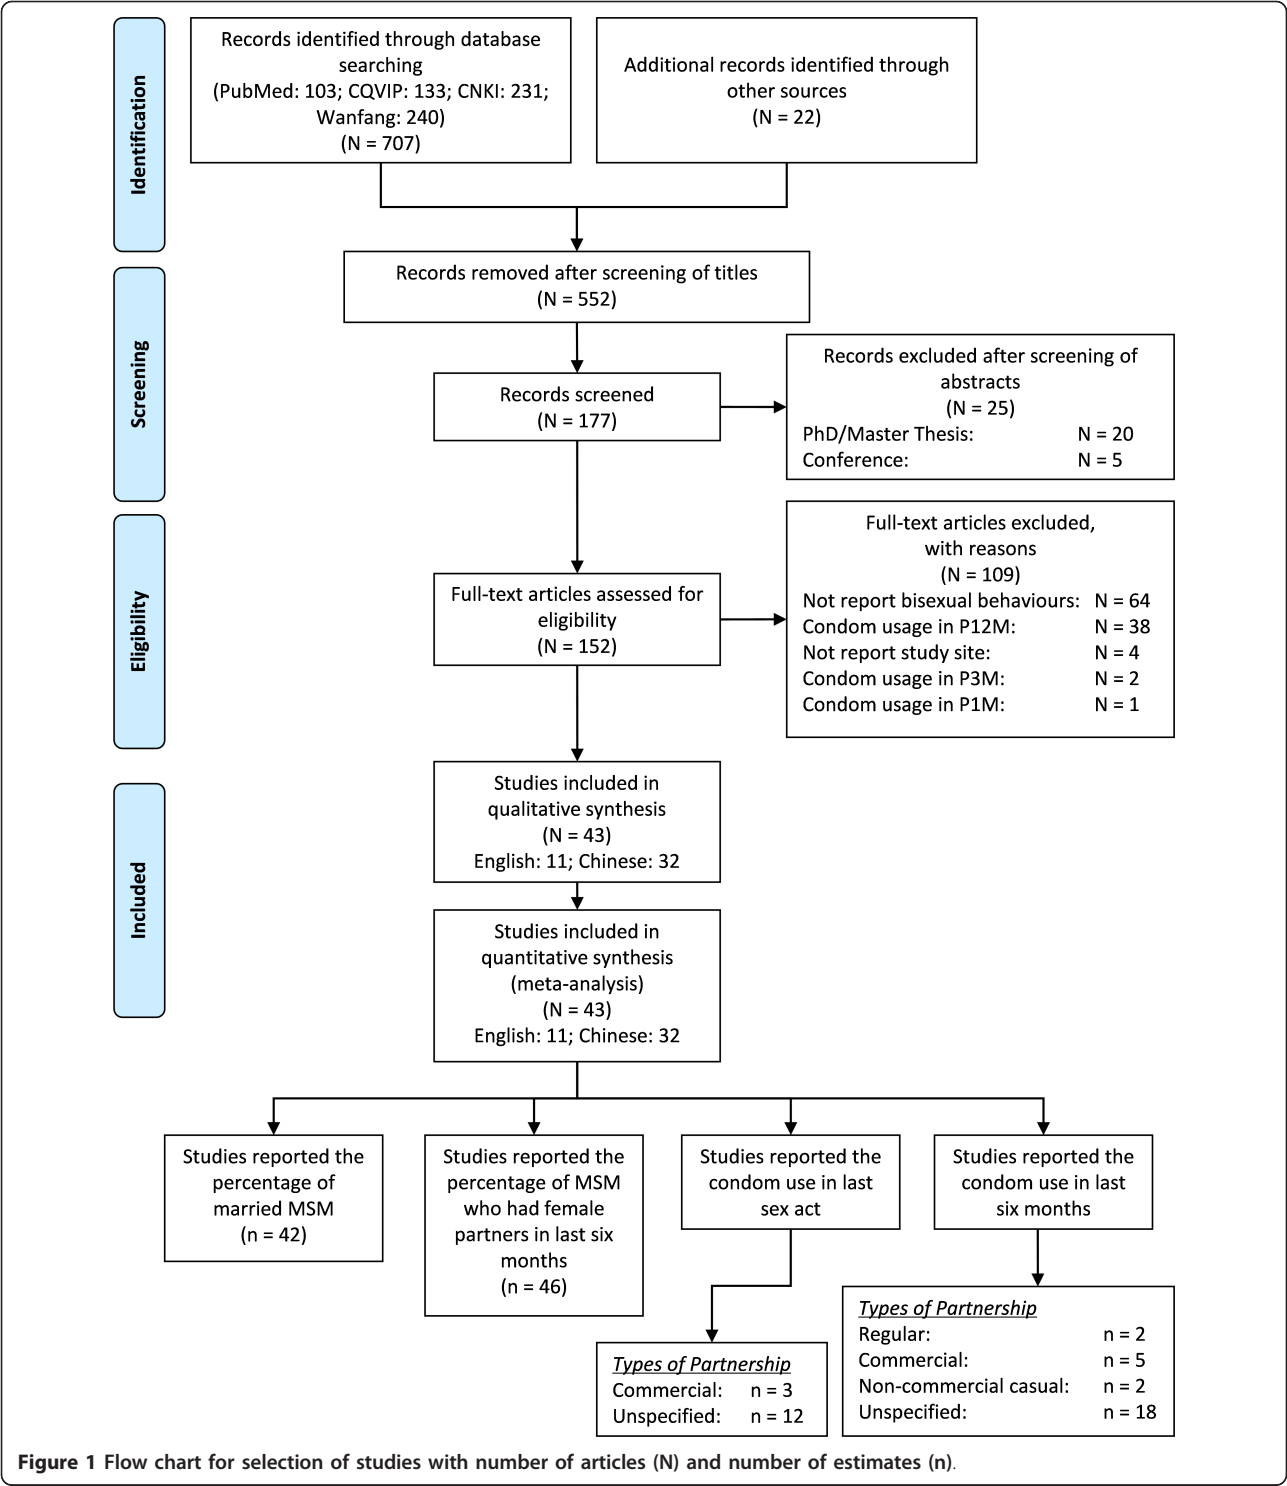 Identification
Records identified through database
searching
(PubMed: 103; CQVIP: 133; CNKI: 231;
Wanfang: 240)
(N = 707)
Additional records identified through
other sources
(N = 22)
Screening
Records removed after screening of titles
(N = 552)
Records screened
(N = 177)
Records excluded after screening of
abstracts
(N = 25)
PhD/Master Thesis: N = 20
Conference: N = 5
Eligibility
Full-text articles assessed for
eligibility
(N = 152)
Full-text articles excluded,
with reasons
(N = 109)
Not report bisexual behaviours: N = 64
Condom usage in P12M: N = 38
Not report study site: N = 4
Condom usage in P3M: N = 2
Condom usage in P1M: N = 1
Included
Studies included in
qualitative synthesis
(N = 43)
English: 11; Chinese: 32
Studies included in
quantitative synthesis
(meta-analysis)
(N = 43)
English: 11; Chinese: 32
Studies reported the
percentage of
married MSM
(n = 42)
Studies reported the
percentage of MSM
who had female
partners in last six
months
(n = 46)
Studies reported the
condom use in last
sex act
Studies reported the
condom use in last
six months
Types of Partnership
Commercial: n = 3
Unspecified: n = 12
Types of Partnership
Regular: n = 2
Commercial: n = 5
Non-commercial casual: n = 2
Unspecified: n = 18
Figure 1 Flow chart for selection of studies with number of articles (N) and number of estimates (n).